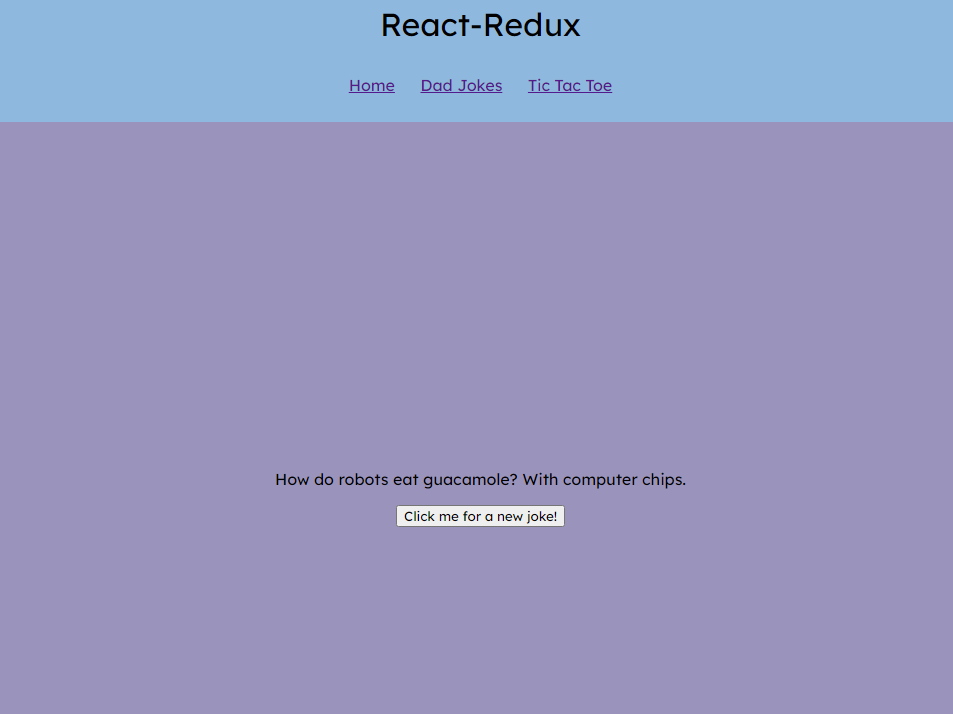 React-Redux
Home Dad Jokes Tic Tac Toe
How do robots eat guacamole? With computer chips.
Click me for a new joke!